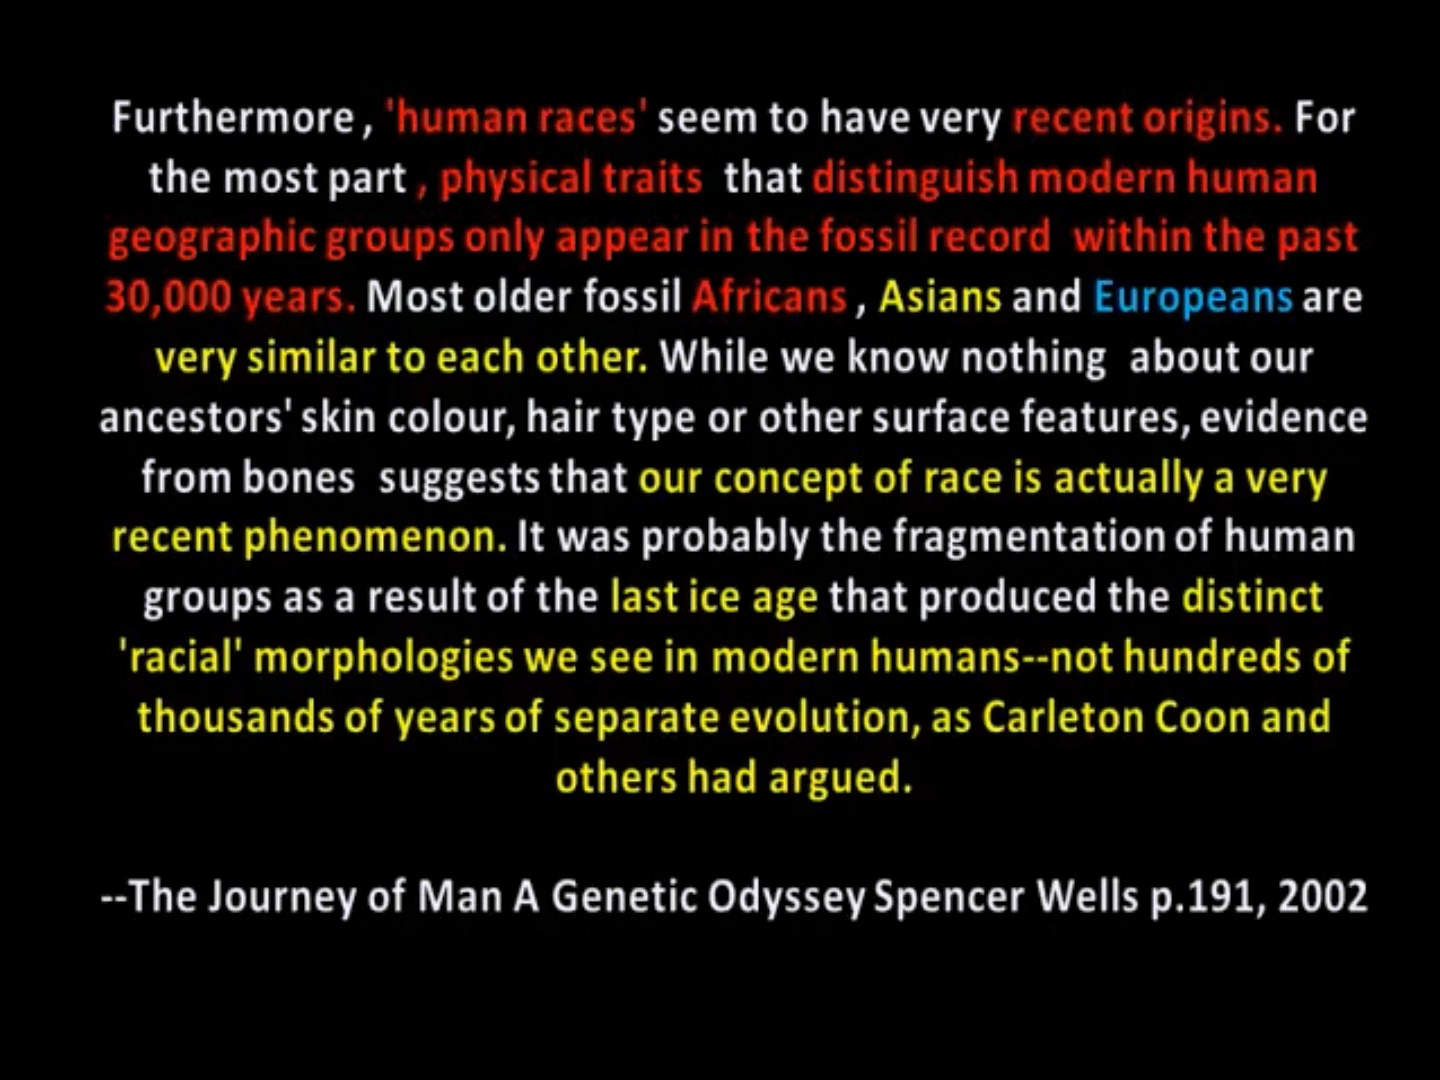 Furthermore , 'human races' seem to have very recent origins. For
the most part , physical traits that distinguish modern human
geographic groups only appear in the fossil record within the past
30,000 years. Most older fossil Africans , Asians and Europeans are
very similar to each other. While we know nothing about our
ancestors' skin colour, hair type or other surface features, evidence
from bones suggests that our concept of race is actually a very
recent phenomenon. It was probably the fragmentation of human
groups as a result of the last ice age that produced the distinct
'racial' morphologies we see in modern humans--not hundreds of
thousands of years of separate evolution, as Carleton Coon and
others had argued.
--The Journey of Man A Genetic Odyssey Spencer Wells p.191, 2002